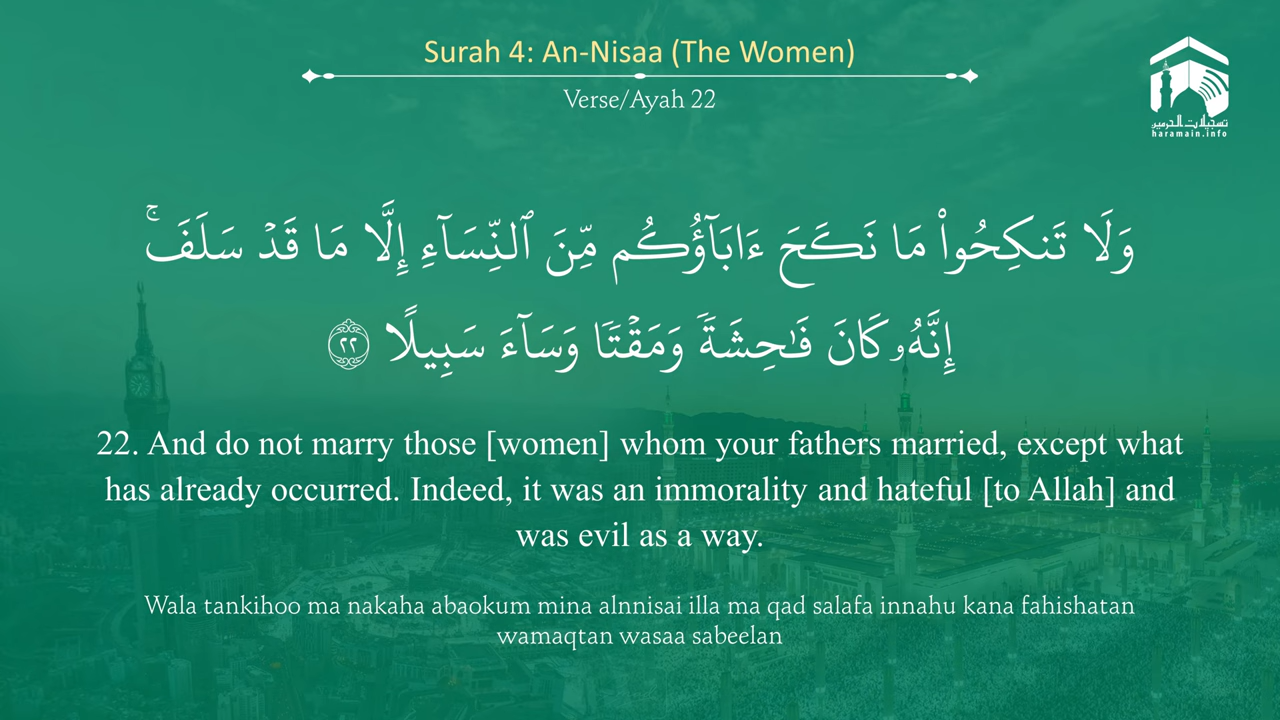 Surah 4: An-Nisaa (The Women)
Verse/Ayah 22
تسجيلات الحرمين
haramain.info
وَلَا تَنكِحُوا۟ مَا نَكَحَ ءَابَآؤُكُم مِّنَ ٱلنِّسَآءِ إِلَّا مَا قَدْ سَلَفَ ۚ
إِنَّهُۥ كَانَ فَـٰحِشَةً وَمَقْتًا وَسَآءَ سَبِيلًا ٢٢
22. And do not marry those [women] whom your fathers married, except what
has already occurred. Indeed, it was an immorality and hateful [to Allah] and
was evil as a way.
Wala tankihoo ma nakaha abaokum mina alnnisai illa ma qad salafa innahu kana fahishatan
wamaqtan wasaa sabeelan